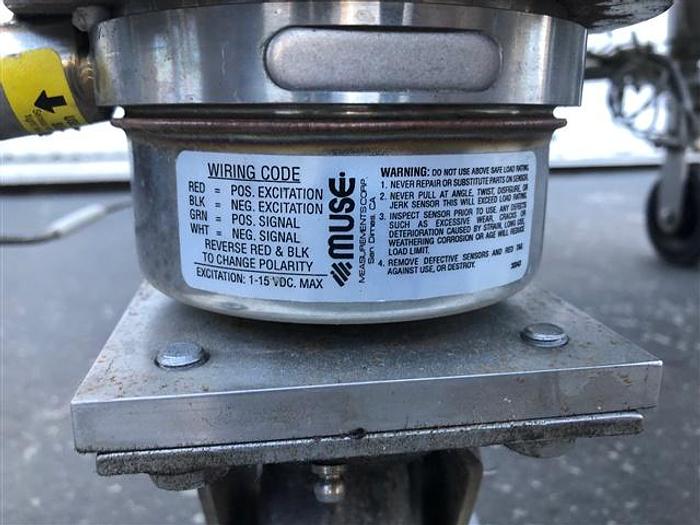 WIRING CODE
RED = POS. EXCITATION
BLK = NEG. EXCITATION
GRN = POS. SIGNAL
WHT = NEG. SIGNAL
REVERSE RED & BLK
TO CHANGE POLARITY
EXCITATION: 1-15 VDC. MAX
MUSE
MEASUREMENTS CORP.
San Dimas, CA
WARNING: DO NOT USE ABOVE SAFE LOAD RATING.
1. NEVER REPAIR OR SUBSTITUTE PARTS ON SENSOR.
2. NEVER PULL AT ANGLE, TWIST, DISFIGURE, OR
JERK SENSOR THIS WILL EXCEED LOAD RATING.
3. INSPECT SENSOR PRIOR TO USE. ANY DEFECTS
SUCH AS EXCESSIVE WEAR, CRACKS OR
DETERIORATION CAUSED BY STRAIN, LONG USE,
WEATHERING CORROSION OR AGE WILL REDUCE
LOAD LIMIT.
4. REMOVE DEFECTIVE SENSORS AND RED TAG
AGAINST USE, OR DESTROY.